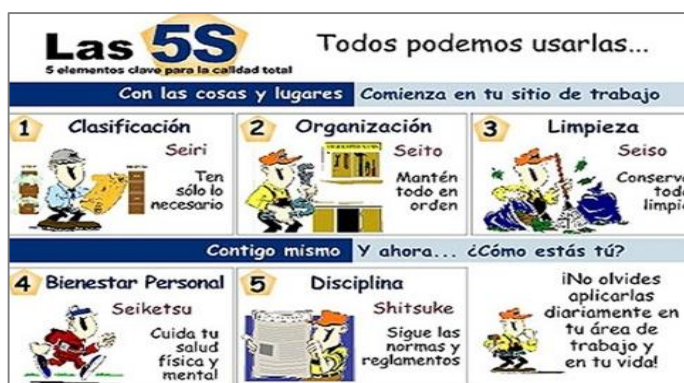 Las 5S
5 elementos clave para la calidad total
Todos podemos usarlas...
Con las cosas y lugares
Comienza en tu sitio de trabajo
1 Clasificación
Seiri
Ten
sólo lo
necesario
2 Organización
Seito
Mantén
todo en
orden
3 Limpieza
Seiso
Conserva
todo
Contigo mismo
Y ahora... ¿Cómo estás tú?
4 Bienestar Personal
Seiketsu
Cuida tu
salud
física y
mental
5 Disciplina
Shitsuke
Sigue las
normas y
reglamentos
¡No olvides
aplicarlas
diariamente en
tu área de
trabajo y
en tu vida!